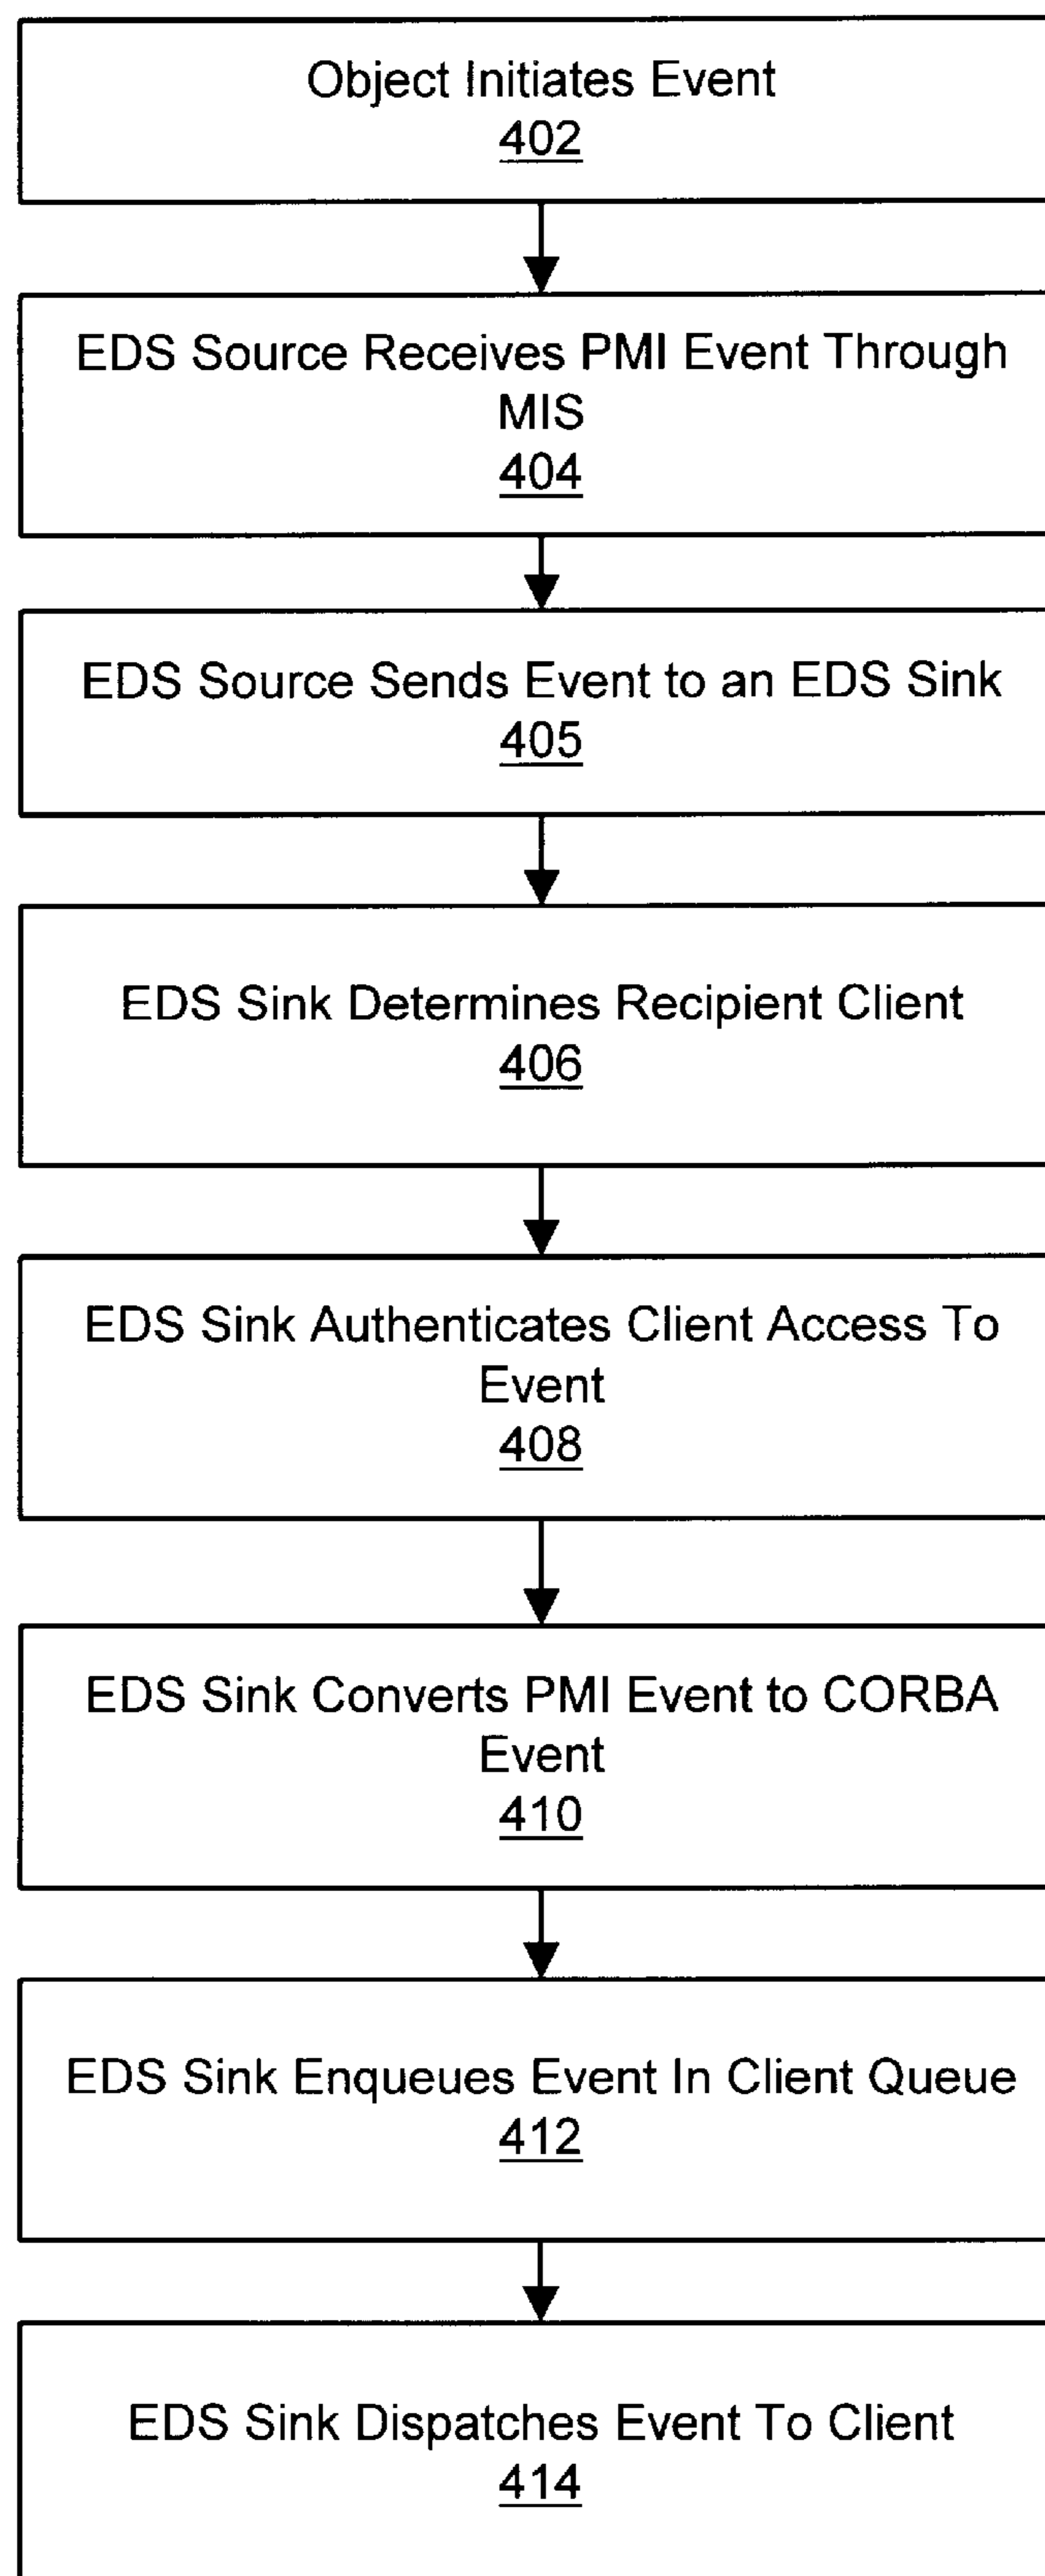 Object Initiates Event
402
EDS Source Receives PMI Event Through
MIS
404
EDS Source Sends Event to an EDS Sink
405
EDS Sink Determines Recipient Client
406
EDS Sink Authenticates Client Access To
Event
408
EDS Sink Converts PMI Event to CORBA
Event
410
EDS Sink Enqueues Event In Client Queue
412
EDS Sink Dispatches Event To Client
414